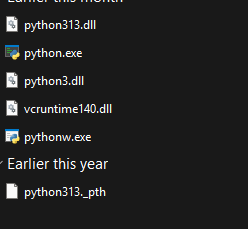 Earlier this month
python313.dll
python.exe
python3.dll
vcruntime140.dll
pythonw.exe
Earlier this year
python313._pth